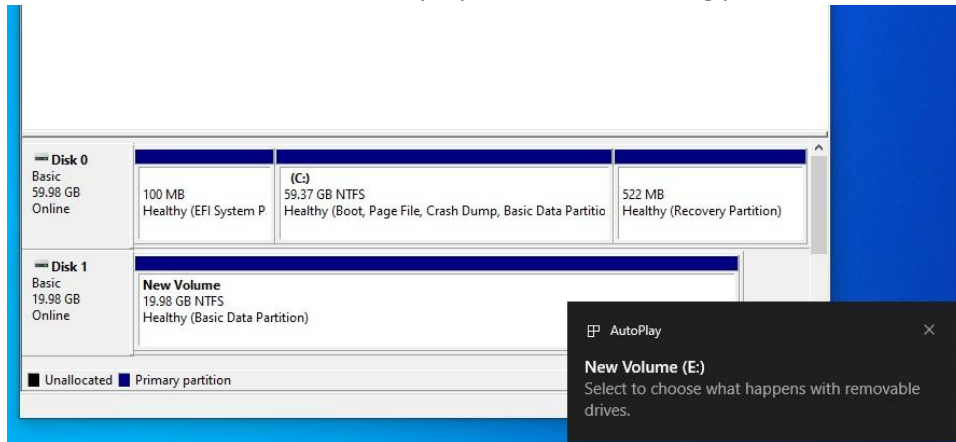 Disk 0
Basic
59.98 GB
Online
100 MB
Healthy (EFI System P
(C:)
59.37 GB NTFS
Healthy (Boot, Page File, Crash Dump, Basic Data Partitio
522 MB
Healthy (Recovery Partition)
Disk 1
Basic
19.98 GB
Online
New Volume
19.98 GB NTFS
Healthy (Basic Data Partition)
Unallocated Primary partition
AutoPlay
New Volume (E:)
Select to choose what happens with removable
drives.